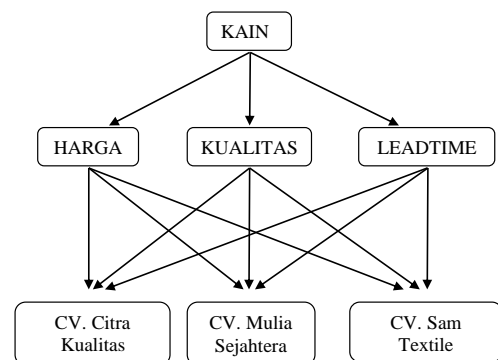 KAIN
HARGA
KUALITAS
LEADTIME
CV. Citra
Kualitas
CV. Mulia
Sejahtera
CV. Sam
Textile